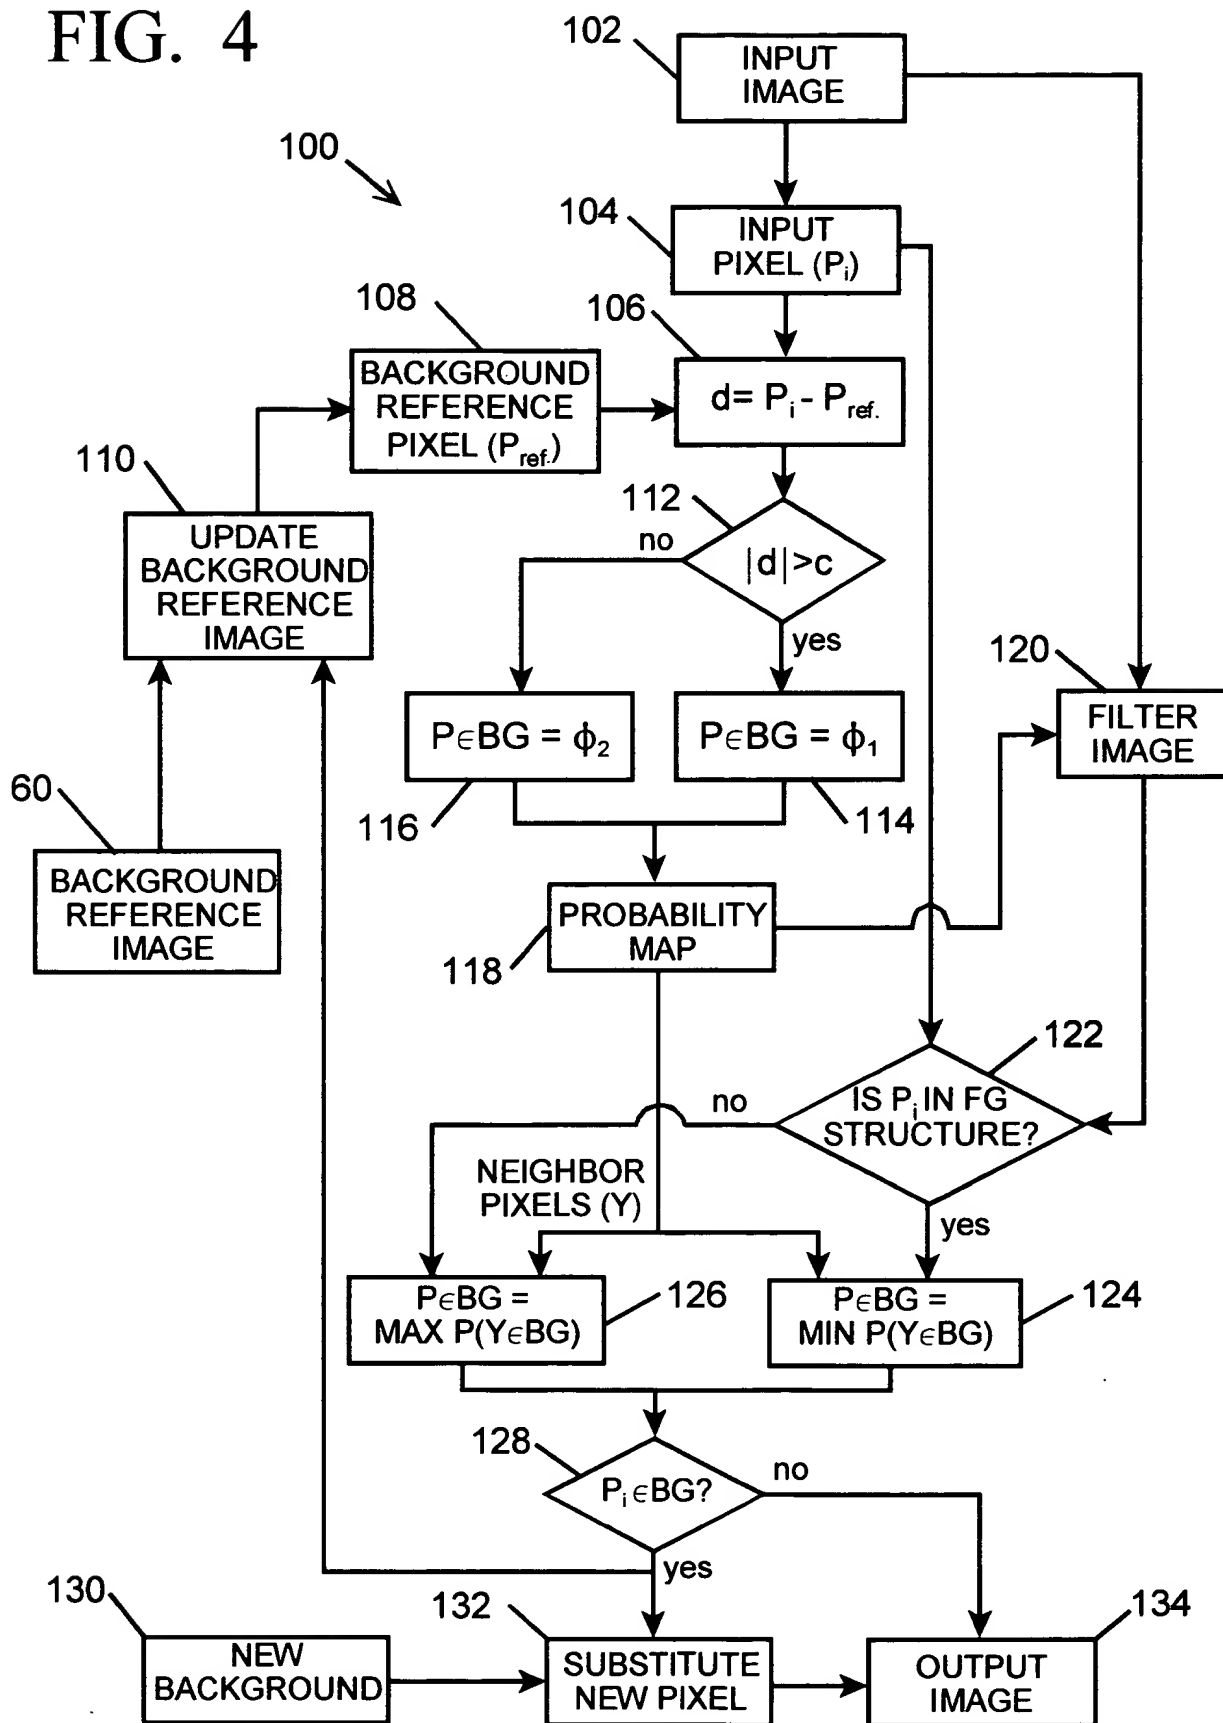 FIG. 4
102
INPUT
IMAGE
100
104
INPUT
PIXEL (Pi)
108
106
BACKGROUND
REFERENCE
PIXEL (Pref.)
d= Pi - Pref.
110
112
UPDATE
BACKGROUND
REFERENCE
IMAGE
no
|d|>c
yes
120
FILTER
IMAGE
P∈BG = ϕ2
P∈BG = ϕ1
60
116
114
BACKGROUND
REFERENCE
IMAGE
PROBABILITY
MAP
118
122
no
IS Pi IN FG
STRUCTURE?
NEIGHBOR
PIXELS (Y)
yes
P∈BG =
MAX P(Y∈BG)
126
P∈BG =
MIN P(Y∈BG)
124
128
no
Pi∈BG?
yes
130
132
134
NEW
BACKGROUND
SUBSTITUTE
NEW PIXEL
OUTPUT
IMAGE